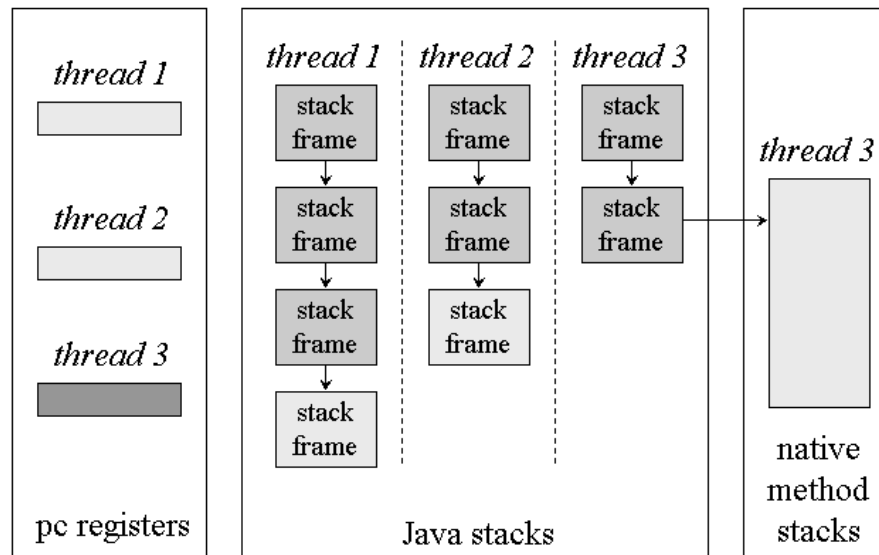 thread 1
thread 2
thread 3
pc registers
thread 1
thread 2
thread 3
stack
frame
stack
frame
stack
frame
stack
frame
stack
frame
stack
frame
stack
frame
stack
frame
stack
frame
Java stacks
thread 3
native
method
stacks